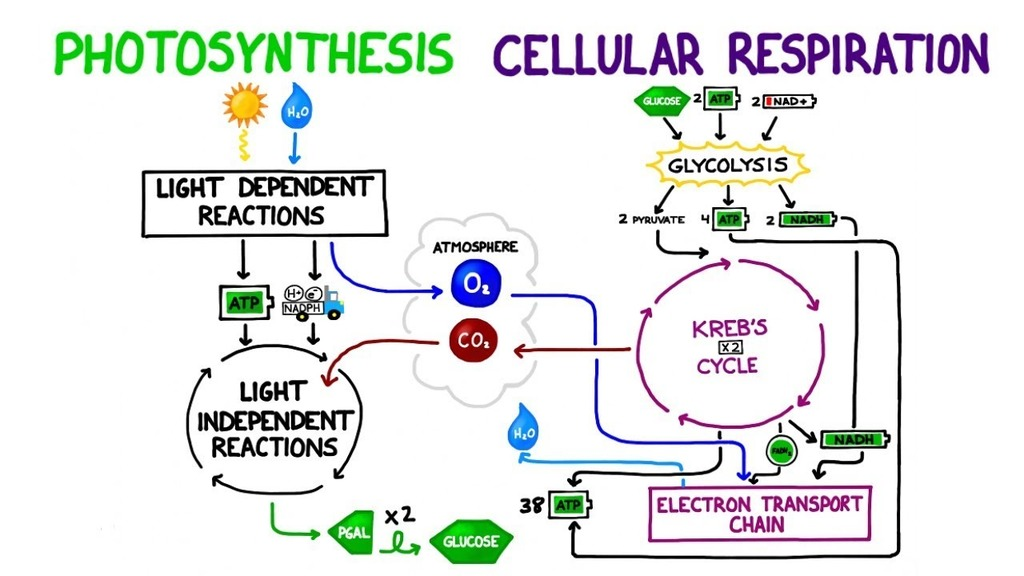 PHOTOSYNTHESIS
CELLULAR RESPIRATION
H₂O
LIGHT DEPENDENT
REACTIONS
ATP
H+ e-
NADPH
LIGHT
INDEPENDENT
REACTIONS
PGAL
X2
GLUCOSE
ATMOSPHERE
O₂
CO₂
GLUCOSE
2 ATP
2 NAD+
GLYCOLYSIS
2 PYRUVATE
4 ATP
2 NADH
KREB'S
X2
CYCLE
FADH₂
NADH
H₂O
38 ATP
ELECTRON TRANSPORT
CHAIN